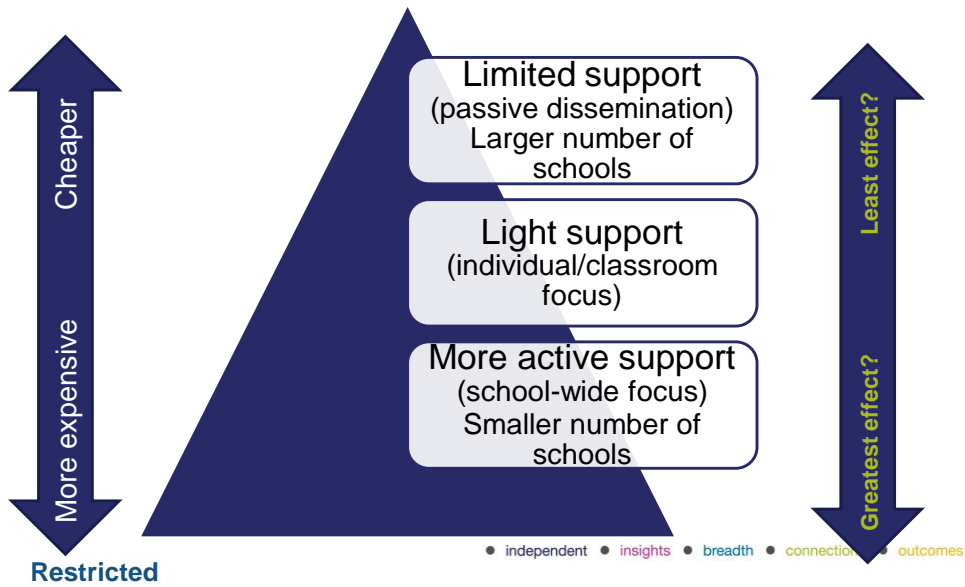 Cheaper
More expensive
Limited support
(passive dissemination)
Larger number of
schools
Light support
(individual/classroom
focus)
More active support
(school-wide focus)
Smaller number of
schools
Least effect?
Greatest effect?
● independent ● insights ● breadth ● connection ● outcomes
Restricted